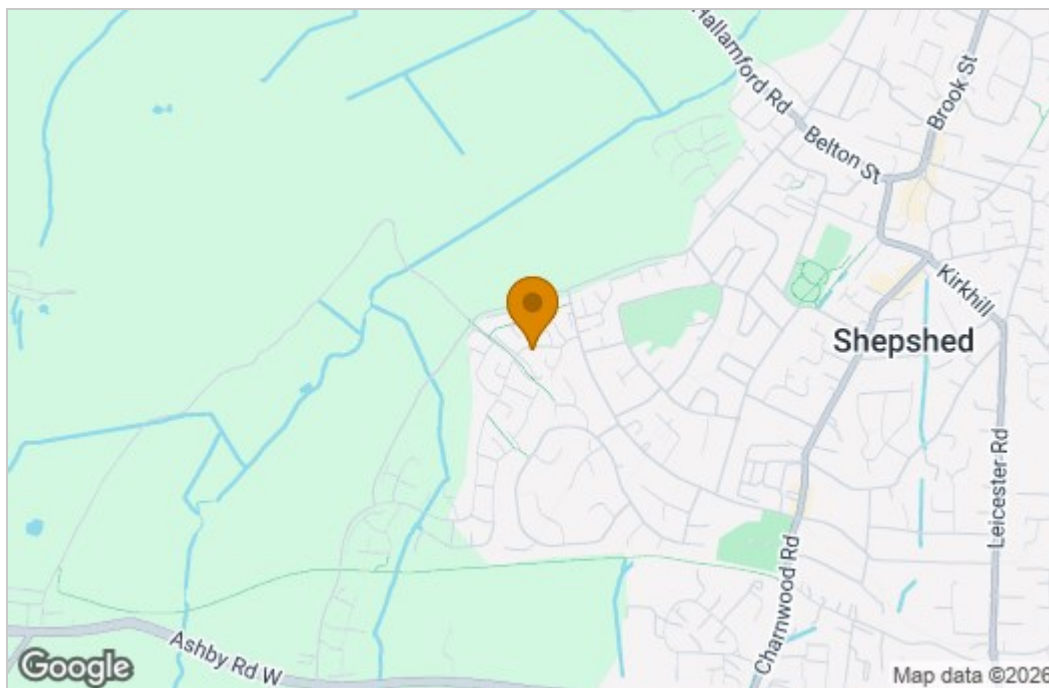 Hallamford Rd
Brook St
Belton St
Kirkhill
Shepshed
Leicester Rd
Charnwood Rd
Ashby Rd W
Google
Map data ©2026